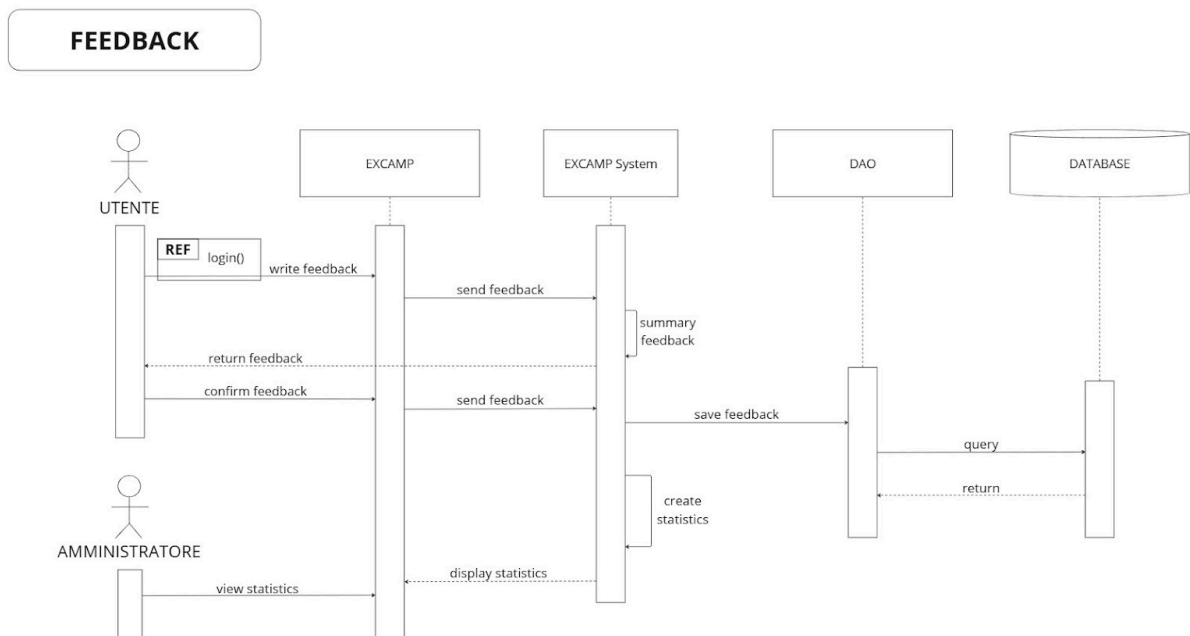 FEEDBACK
EXCAMP
EXCAMP System
DAO
DATABASE
UTENTE
REF
login()
write feedback
send feedback
summary
feedback
return feedback
confirm feedback
send feedback
save feedback
query
return
create
statistics
AMMINISTRATORE
display statistics
view statistics